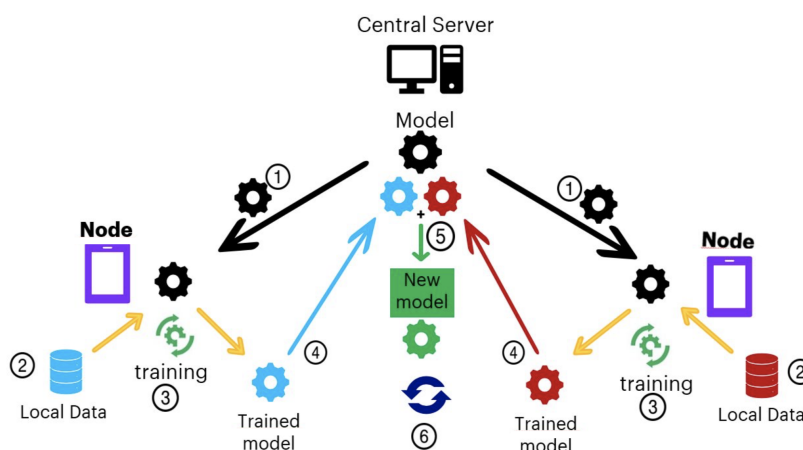 Central Server
Model
1
1
Node
Node
+
5
New
model
2
training
3
Local Data
4
Trained
model
6
4
Trained
model
training
3
2
Local Data